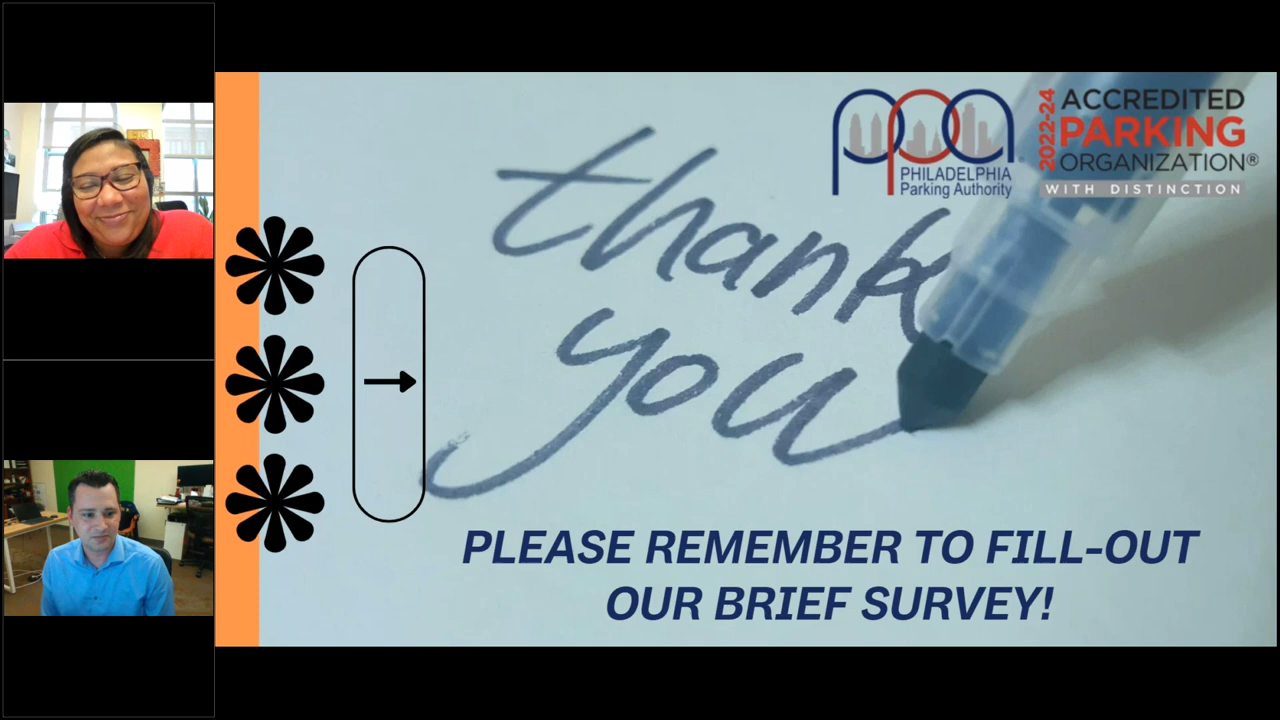 PHILADELPHIA
Parking Authority
2022-24
ACCREDITED
PARKING
ORGANIZATION®
WITH DISTINCTION
thank
you
PLEASE REMEMBER TO FILL-OUT
OUR BRIEF SURVEY!